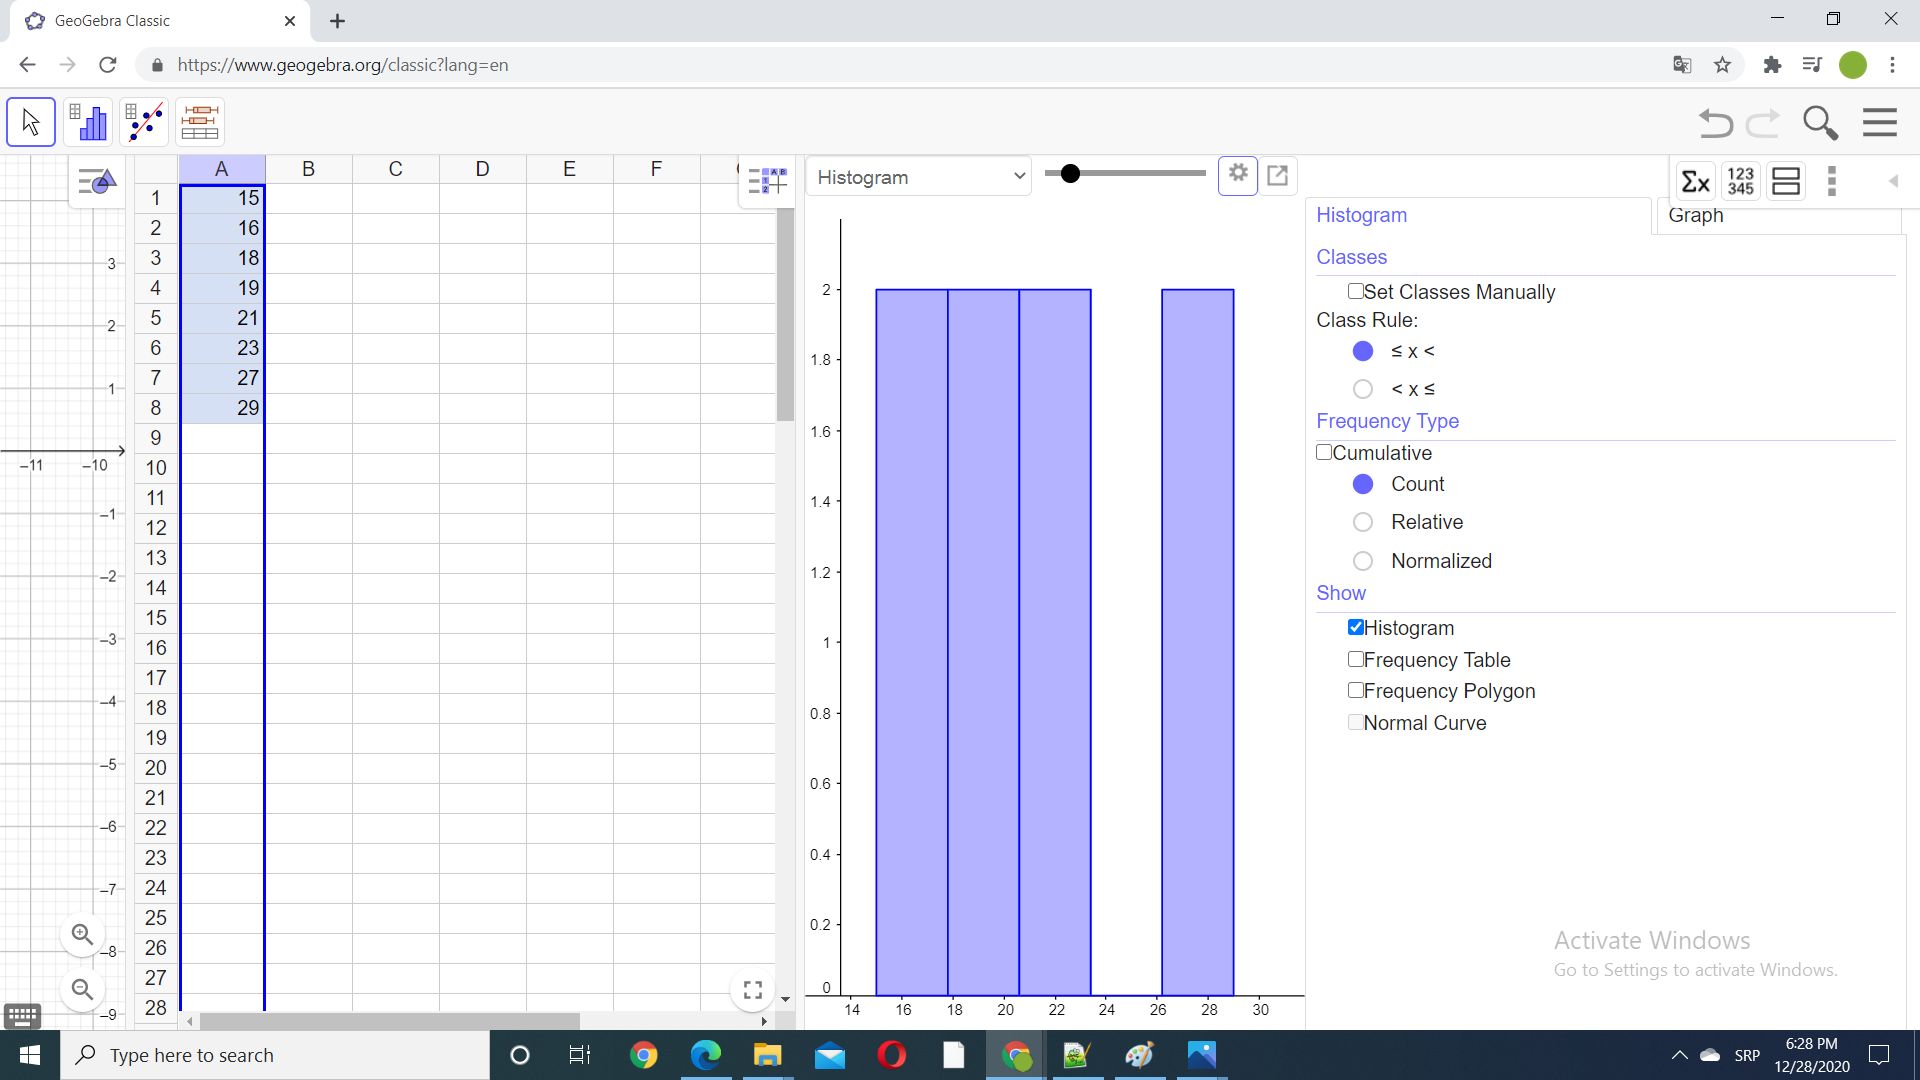 GeoGebra Classic
https://www.geogebra.org/classic?lang=en
A B C D E F
1 15
2 16
3 18
4 19
5 21
6 23
7 27
8 29
9
10
11
12
13
14
15
16
17
18
19
20
21
22
23
24
25
26
27
28
3
2
1
−11 −10
−1
−2
−3
−4
−5
−6
−7
−8
−9
Histogram
2
1.8
1.6
1.4
1.2
1
0.8
0.6
0.4
0.2
0
14 16 18 20 22 24 26 28 30
Σx 123 345
Histogram Graph
Classes
Set Classes Manually
Class Rule:
≤ x <
< x ≤
Frequency Type
Cumulative
Count
Relative
Normalized
Show
Histogram
Frequency Table
Frequency Polygon
Normal Curve
Activate Windows
Go to Settings to activate Windows.
Type here to search
SRP
6:28 PM
12/28/2020